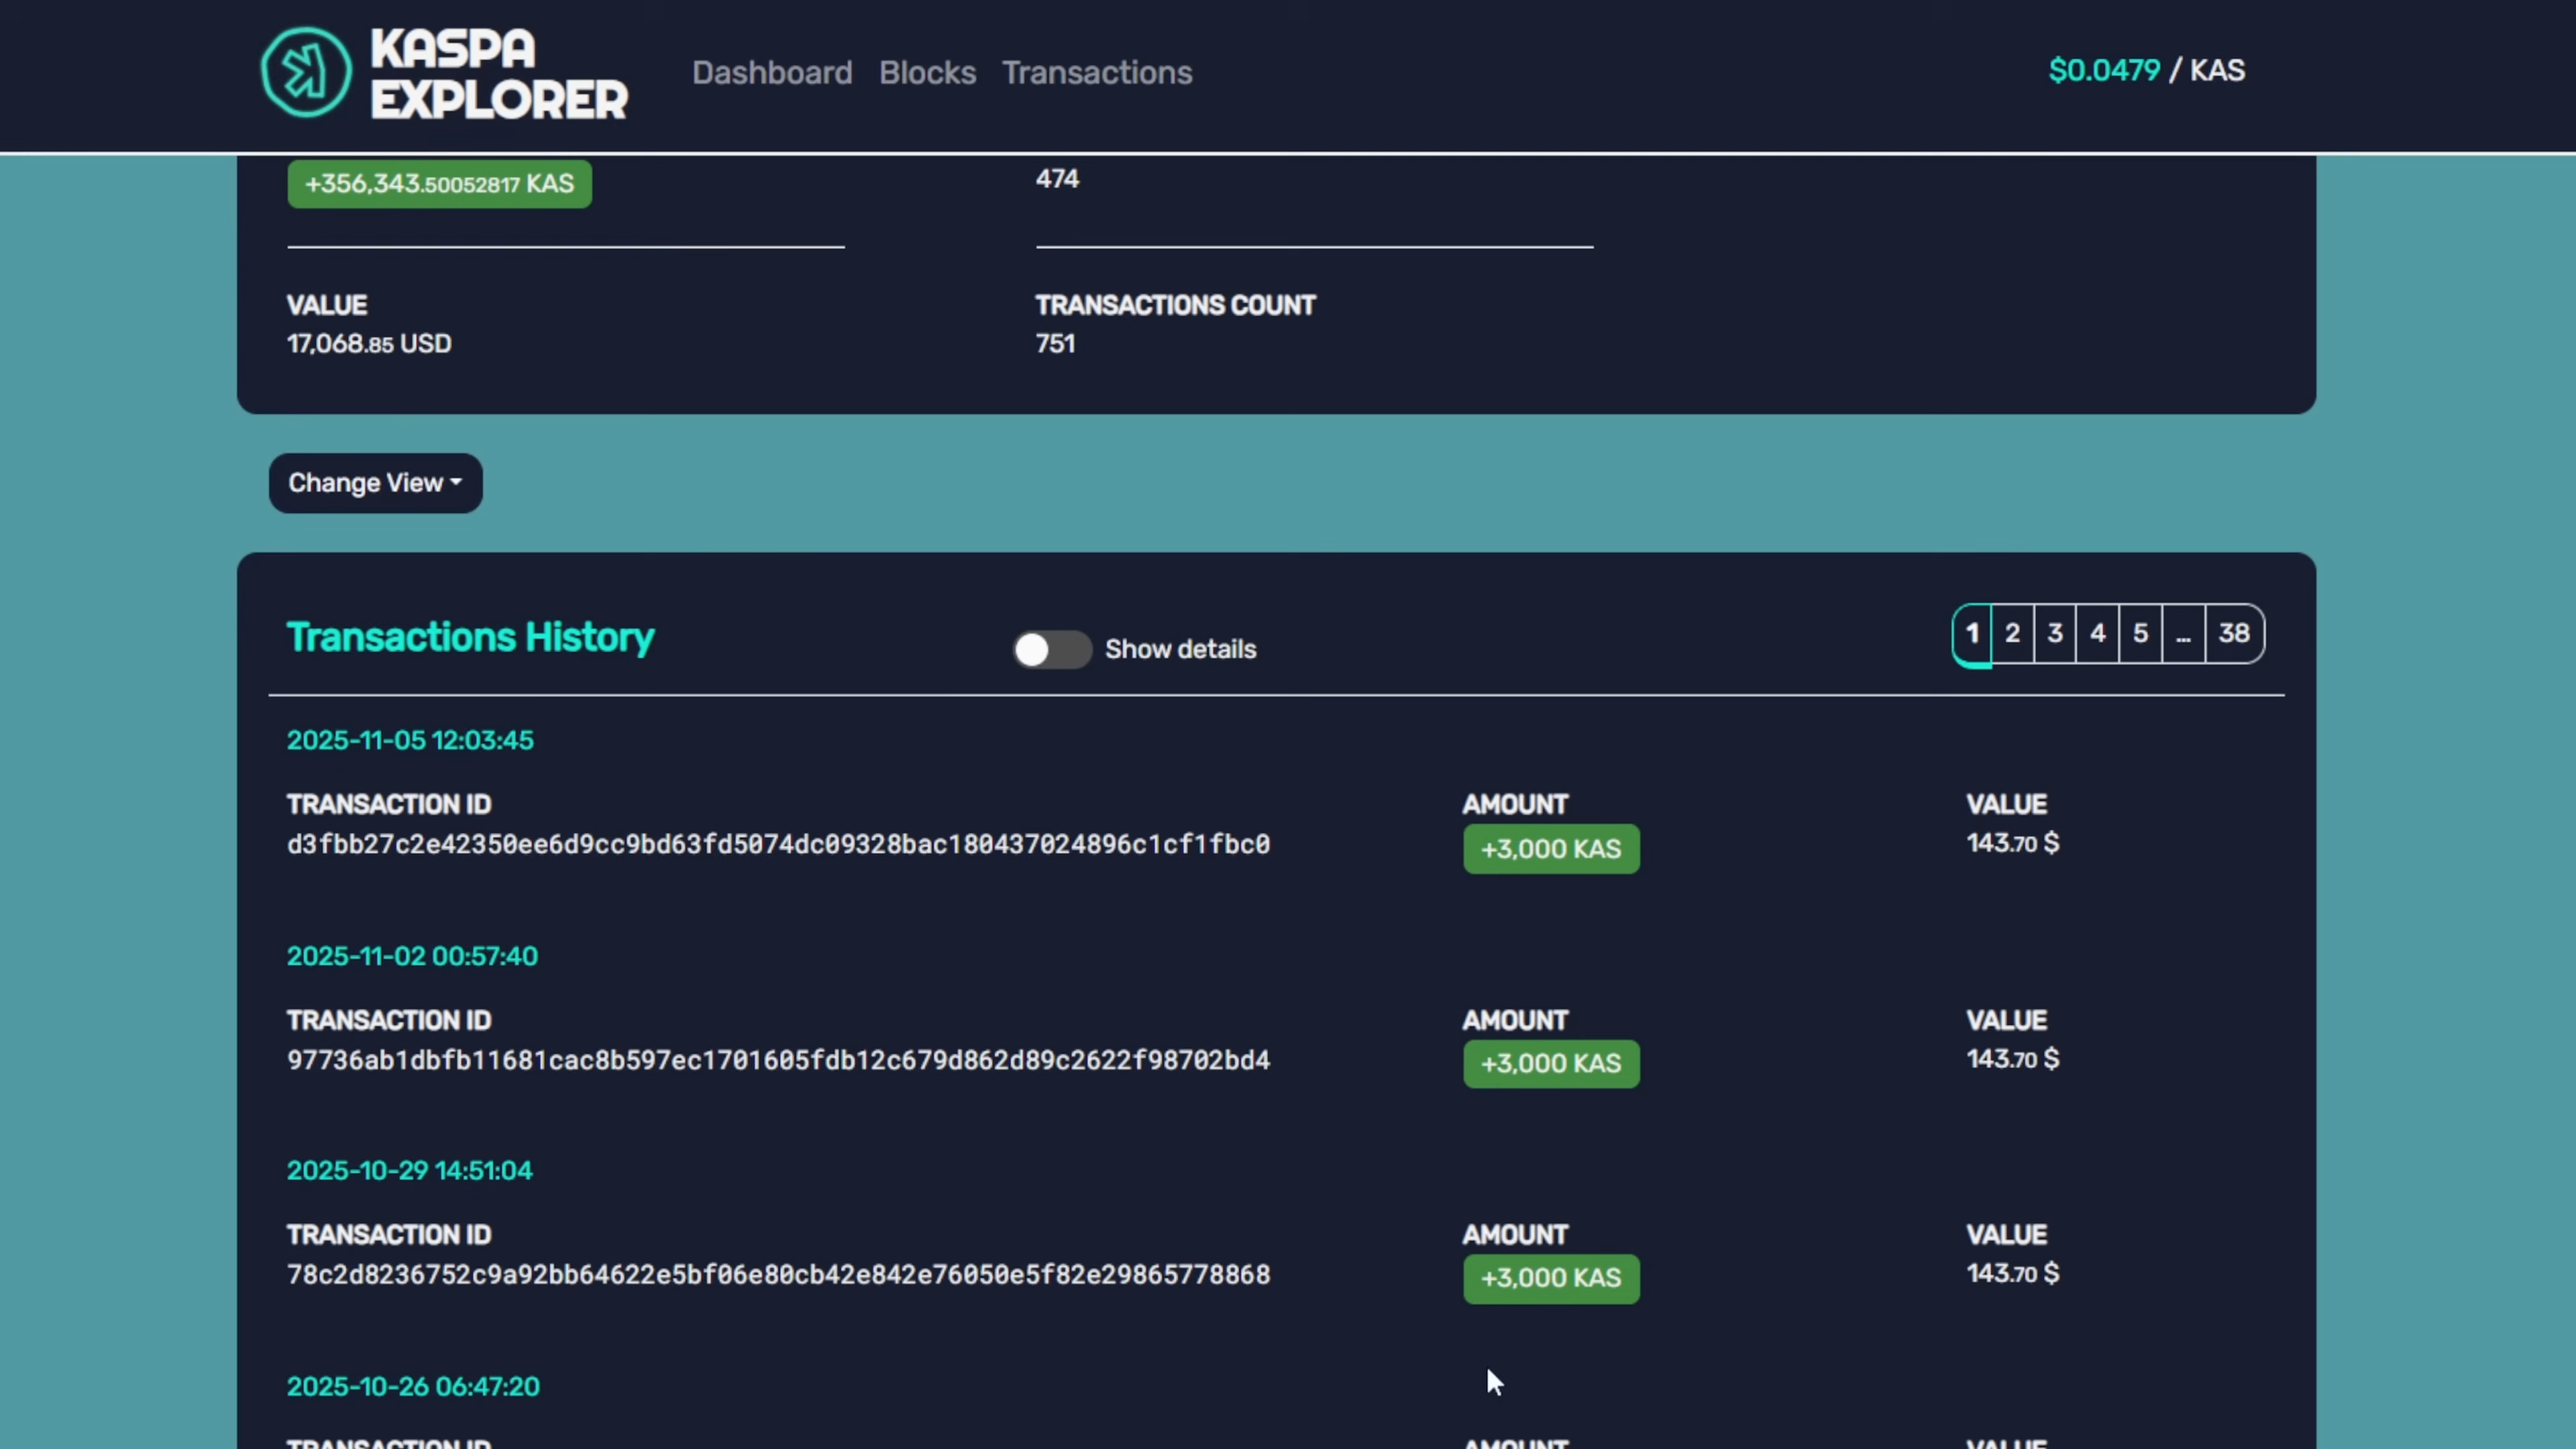 KASPA
EXPLORER
Dashboard Blocks Transactions
$0.0479 / KAS
+356,343.50052817 KAS
474
VALUE
17,068.85 USD
TRANSACTIONS COUNT
751
Change View
Transactions History
Show details
1 2 3 4 5 ... 38
2025-11-05 12:03:45
TRANSACTION ID
d3fbb27c2e42350ee6d9cc9bd63fd5074dc09328bac180437024896c1cf1fbc0
AMOUNT
+3,000 KAS
VALUE
143.70 $
2025-11-02 00:57:40
TRANSACTION ID
97736ab1dbfb11681cac8b597ec1701605fdb12c679d862d89c2622f98702bd4
AMOUNT
+3,000 KAS
VALUE
143.70 $
2025-10-29 14:51:04
TRANSACTION ID
78c2d8236752c9a92bb64622e5bf06e80cb42e842e76050e5f82e29865778868
AMOUNT
+3,000 KAS
VALUE
143.70 $
2025-10-26 06:47:20
TRANSACTION ID
AMOUNT
VALUE